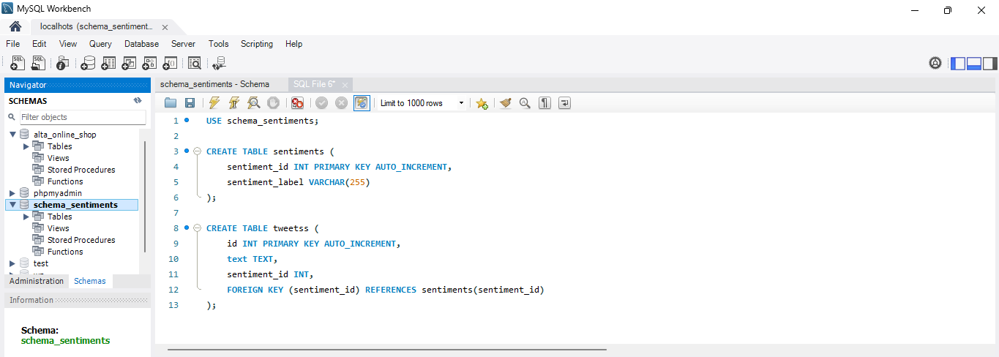 MySQL Workbench
localhots (schema_sentiment...
File Edit View Query Database Server Tools Scripting Help
Navigator
SCHEMAS
Filter objects
alta_online_shop
Tables
Views
Stored Procedures
Functions
phpmyadmin
schema_sentiments
Tables
Views
Stored Procedures
Functions
test
Administration Schemas
Information
Schema:
schema_sentiments
schema_sentiments - Schema SQL File 6*
Limit to 1000 rows
1 USE schema_sentiments;
2
3 CREATE TABLE sentiments (
4 sentiment_id INT PRIMARY KEY AUTO_INCREMENT,
5 sentiment_label VARCHAR(255)
6 );
7
8 CREATE TABLE tweetss (
9 id INT PRIMARY KEY AUTO_INCREMENT,
10 text TEXT,
11 sentiment_id INT,
12 FOREIGN KEY (sentiment_id) REFERENCES sentiments(sentiment_id)
13 );